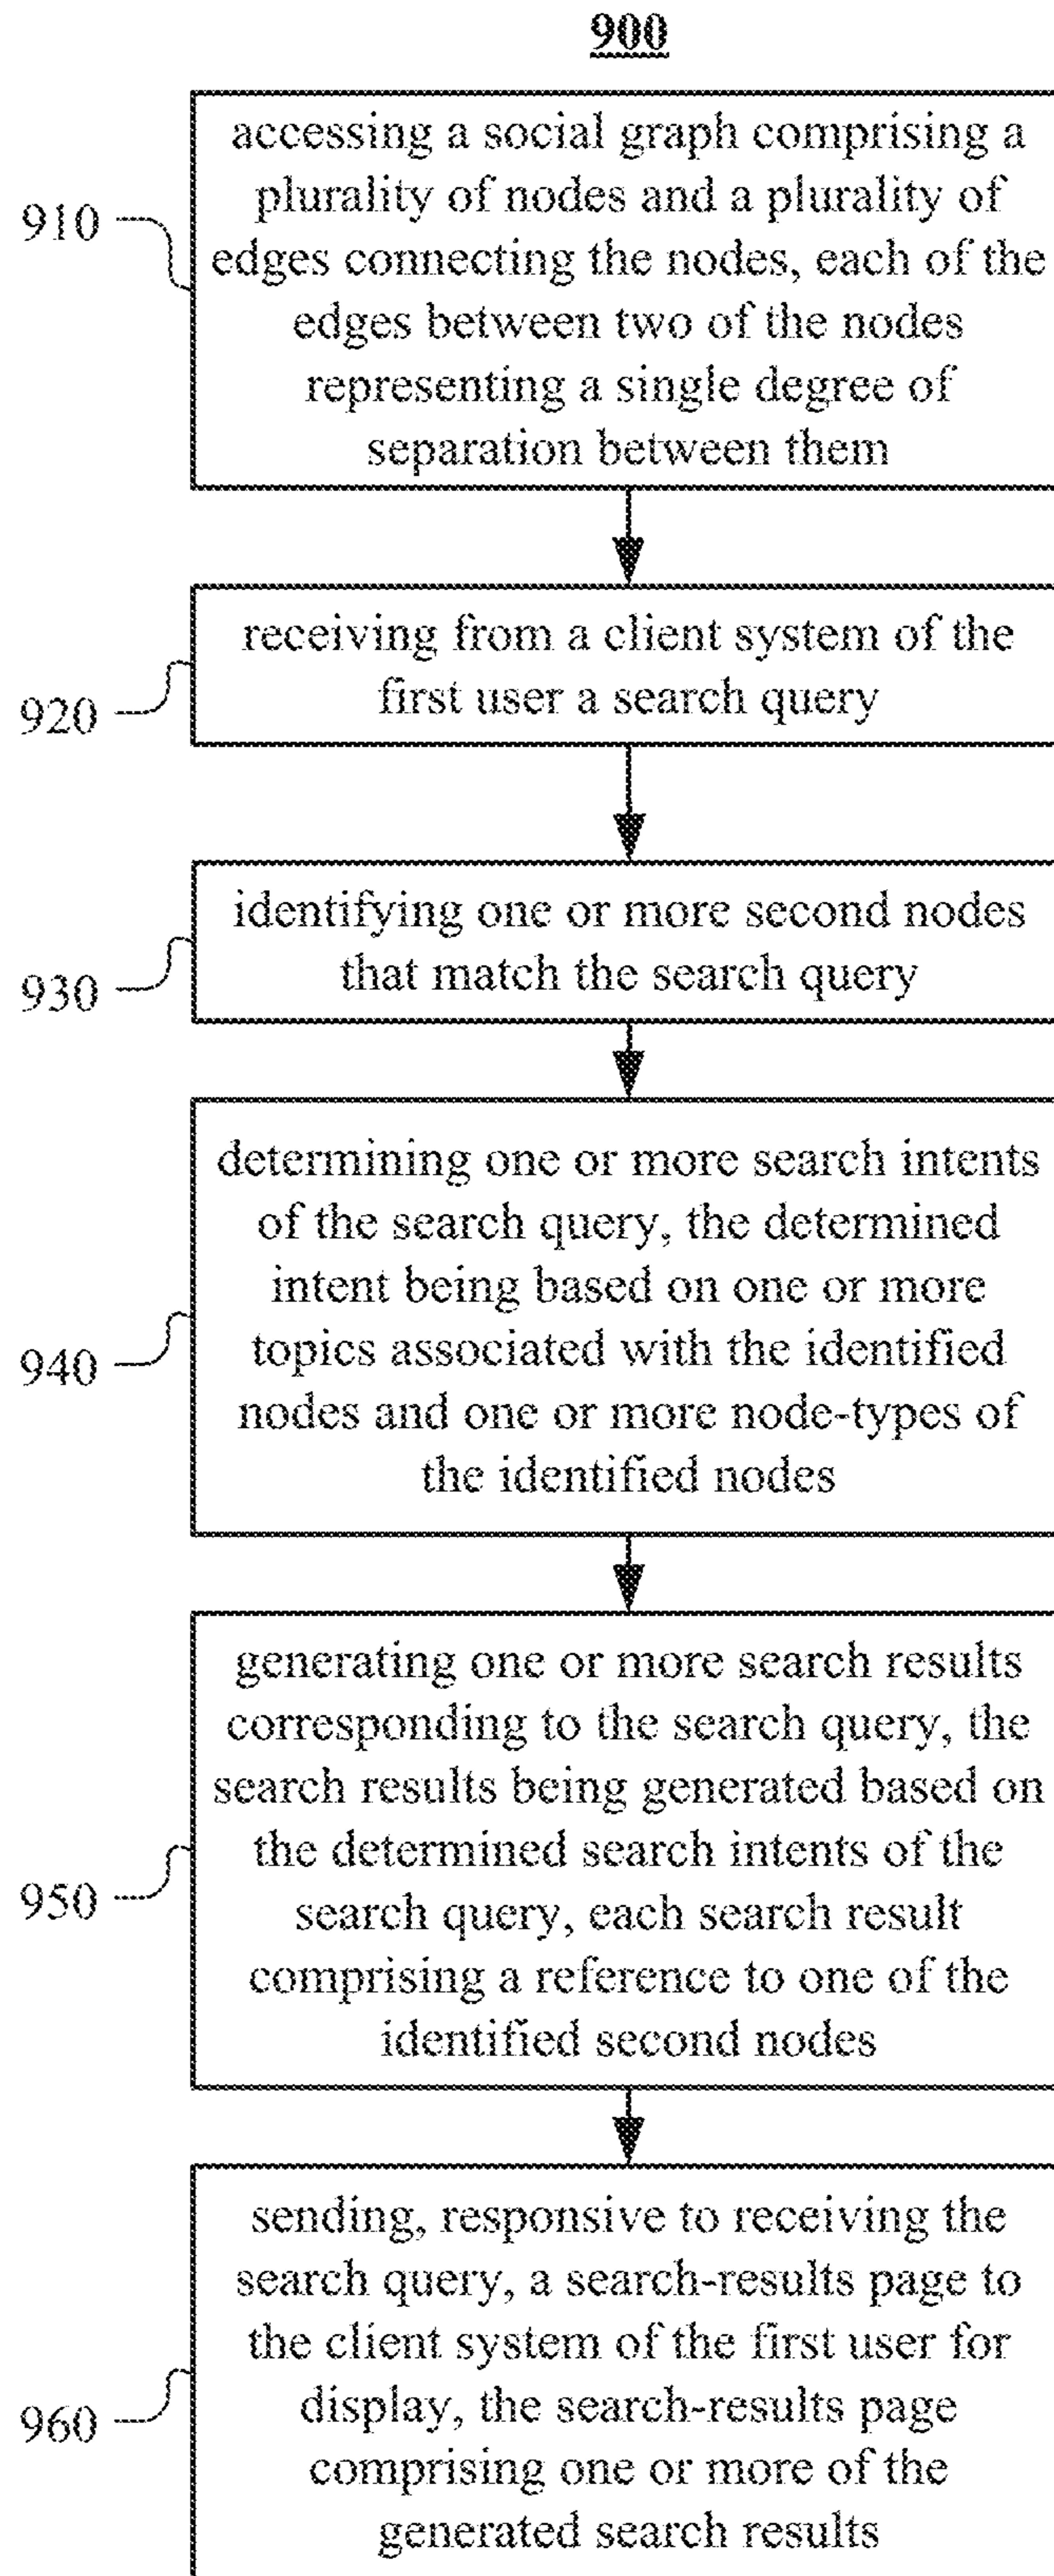 900
accessing a social graph comprising a
plurality of nodes and a plurality of
edges connecting the nodes, each of the
edges between two of the nodes
representing a single degree of
separation between them
910
receiving from a client system of the
first user a search query
920
identifying one or more second nodes
that match the search query
930
determining one or more search intents
of the search query, the determined
intent being based on one or more
topics associated with the identified
nodes and one or more node-types of
the identified nodes
940
generating one or more search results
corresponding to the search query, the
search results being generated based on
the determined search intents of the
search query, each search result
comprising a reference to one of the
identified second nodes
950
sending, responsive to receiving the
search query, a search-results page to
the client system of the first user for
display, the search-results page
comprising one or more of the
generated search results
960